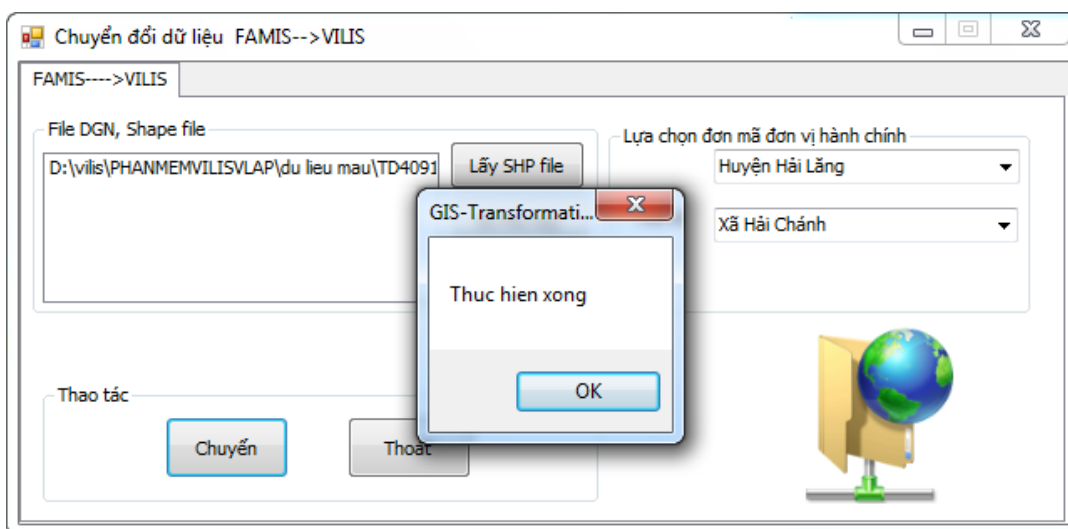 Chuyển đổi dữ liệu FAMIS-->VILIS
FAMIS---->VILIS
File DGN, Shape file
D:\vilis\PHANMEMVILISVLAP\du lieu mau\TD4091
Lấy SHP file
Lựa chọn đơn mã đơn vị hành chính
Huyện Hải Lăng
Xã Hải Chánh
GIS-Transformati...
Thuc hien xong
OK
Thao tác
Chuyển
Thoát